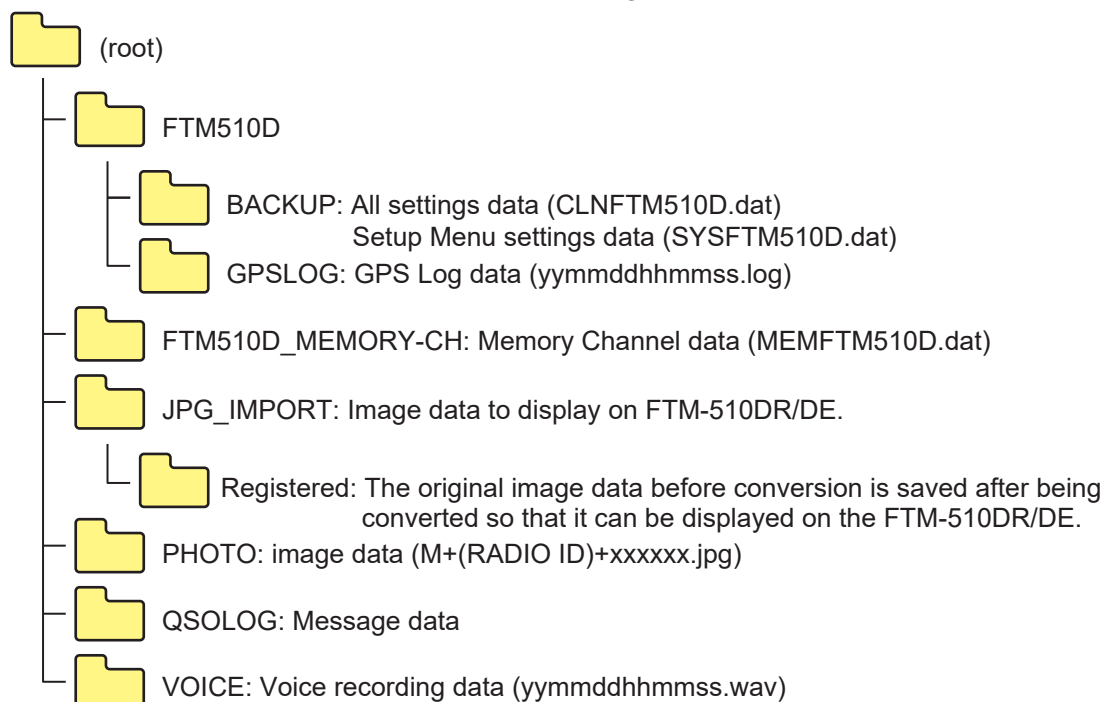 (root)
FTM510D
BACKUP: All settings data (CLNFTM510D.dat)
Setup Menu settings data (SYSFTM510D.dat)
GPSLOG: GPS Log data (yymmddhhmmss.log)
FTM510D_MEMORY-CH: Memory Channel data (MEMFTM510D.dat)
JPG_IMPORT: Image data to display on FTM-510DR/DE.
Registered: The original image data before conversion is saved after being
converted so that it can be displayed on the FTM-510DR/DE.
PHOTO: image data (M+(RADIO ID)+xxxxxx.jpg)
QSOLOG: Message data
VOICE: Voice recording data (yymmddhhmmss.wav)